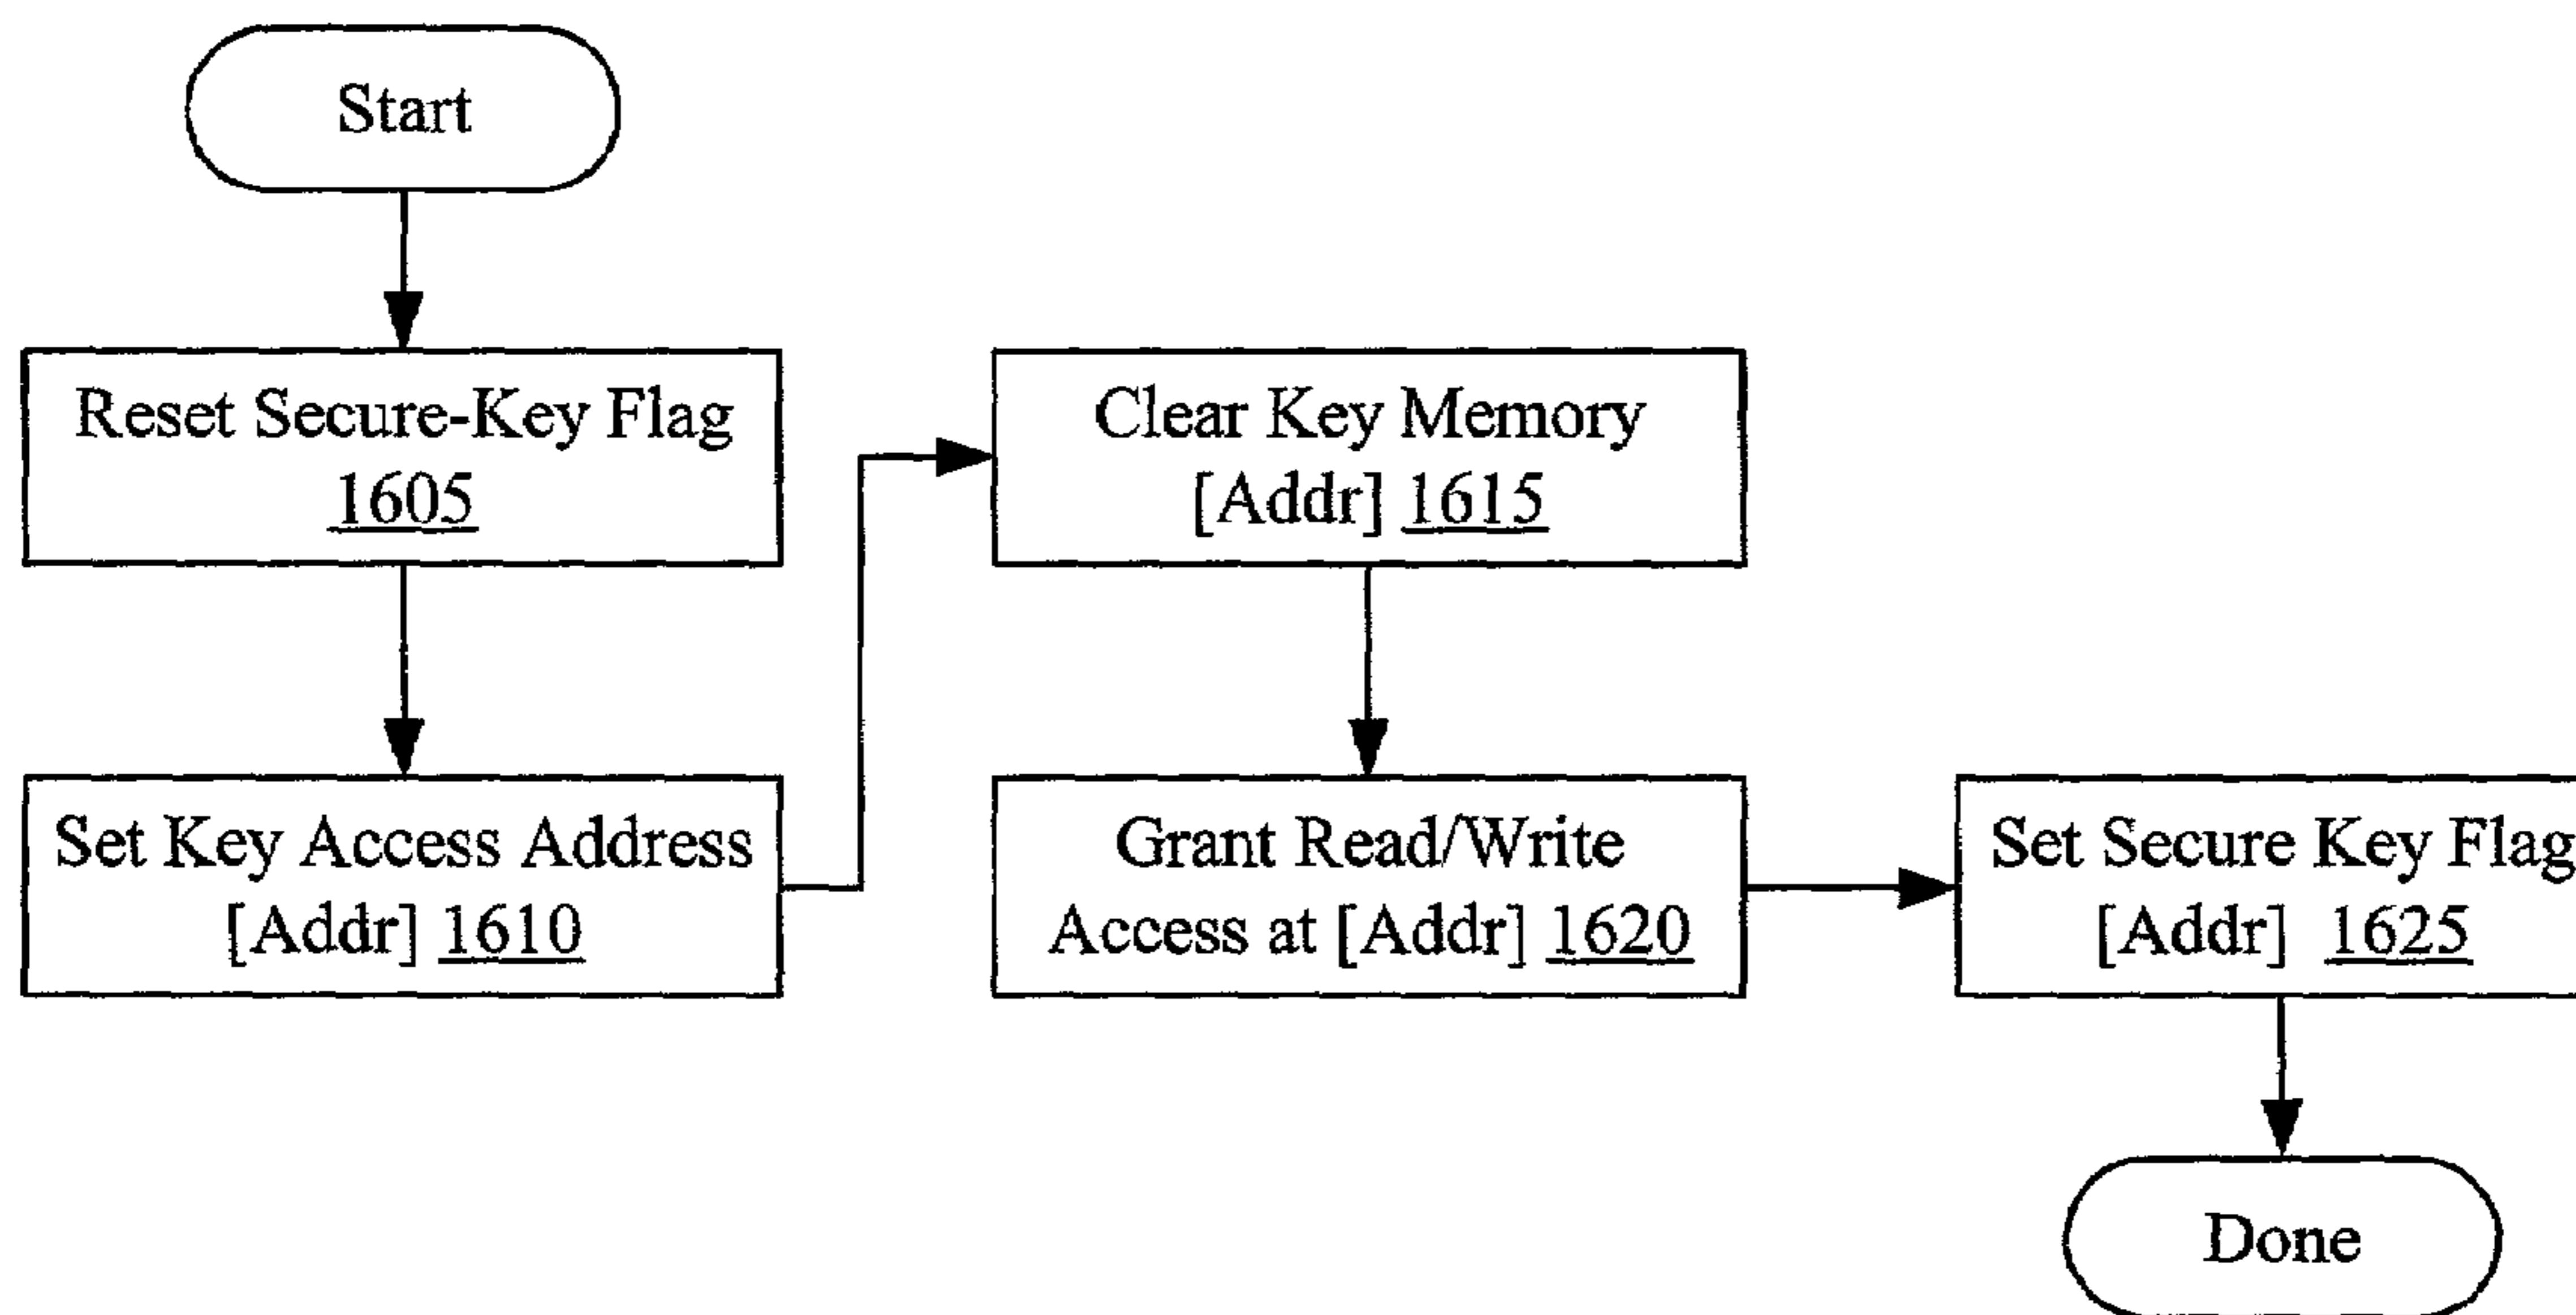 Start
Reset Secure-Key Flag
1605
Set Key Access Address
[Addr] 1610
Clear Key Memory
[Addr] 1615
Grant Read/Write
Access at [Addr] 1620
Set Secure Key Flag
[Addr] 1625
Done